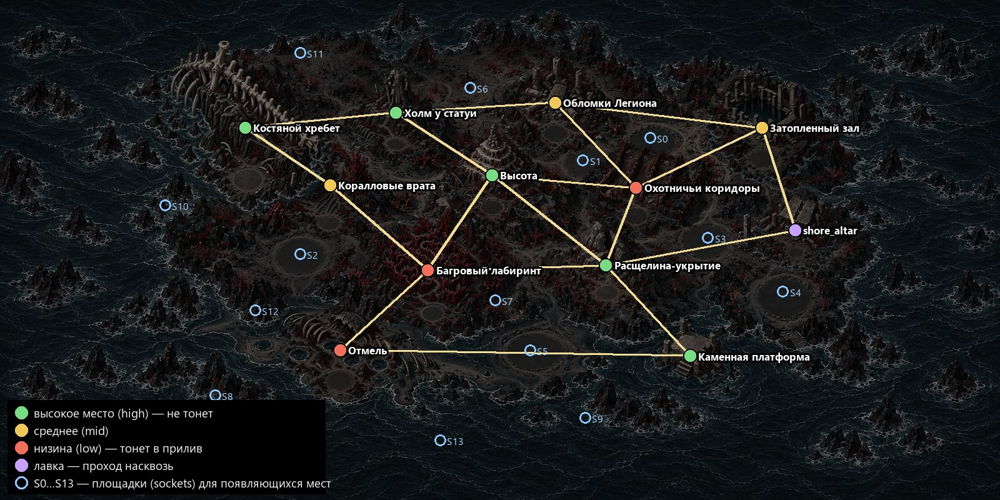 S11
S6
Обломки Легиона
Холм у статуи
Костяной хребет
Затопленный зал
S0
S1
Высота
Коралловые врата
Охотничьи коридоры
S10
shore_altar
S3
S2
Расщелина-укрытие
Багровый лабиринт
S4
S7
S12
Отмель
S5
Каменная платформа
S8
S9
S13
высокое место (high) — не тонет
среднее (mid)
низина (low) — тонет в прилив
лавка — проход насквозь
S0...S13 — площадки (sockets) для появляющихся мест